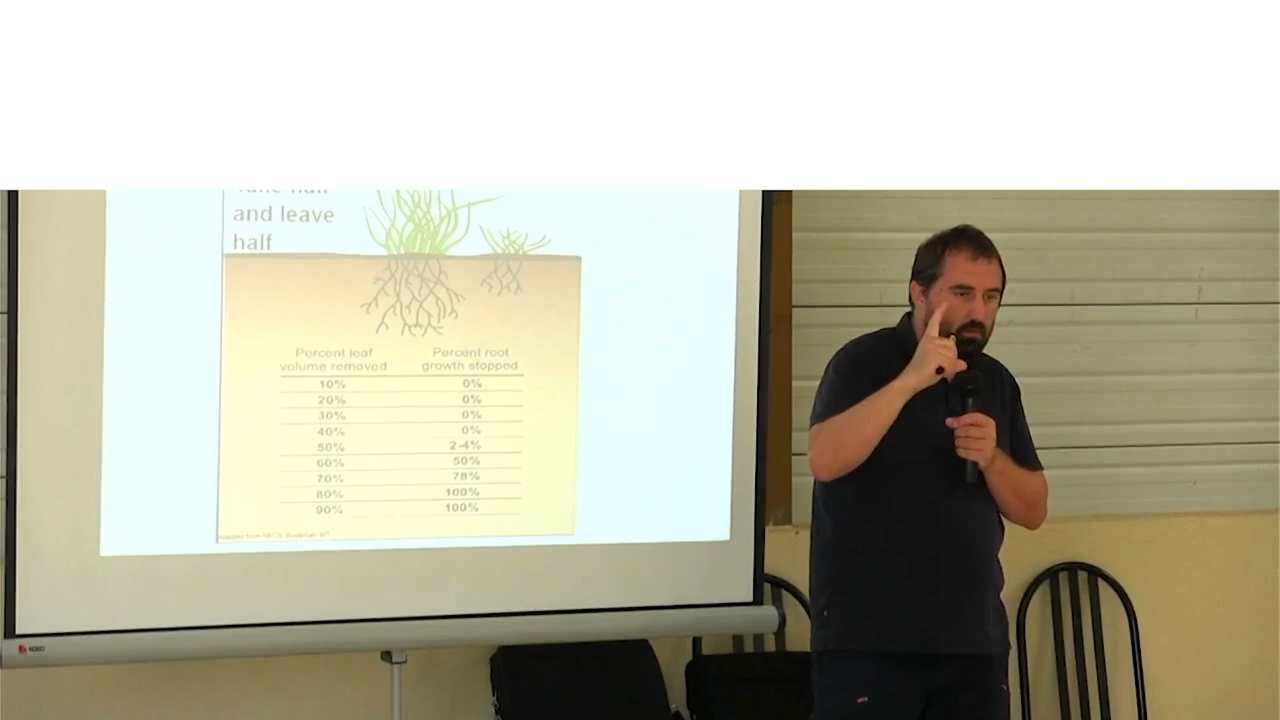 and leave
half
Percent leaf Percent root
volume removed growth stopped
10% 0%
20% 0%
30% 0%
40% 0%
50% 2-4%
60% 50%
70% 78%
80% 100%
90% 100%
NOBO